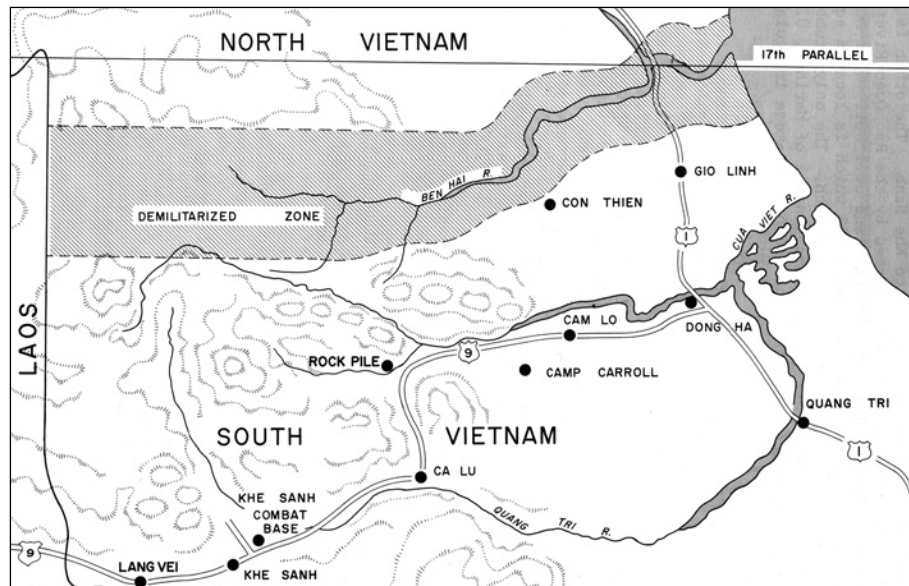 NORTH VIETNAM
17th PARALLEL
GIO LINH
BEN HAI R.
CON THIEN
DEMILITARIZED ZONE
CUA VIET R.
1
LAOS
CAM LO
DONG HA
9
ROCK PILE
CAMP CARROLL
QUANG TRI
SOUTH VIETNAM
1
CA LU
KHE SANH
COMBAT
BASE
QUANG TRI R.
9
LANG VEI
KHE SANH